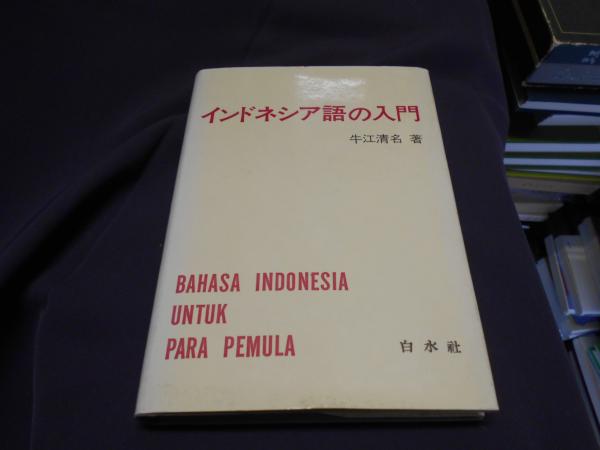 インドネシア語の入門
牛江清名 著
BAHASA INDONESIA
UNTUK
PARA PEMULA
白水社